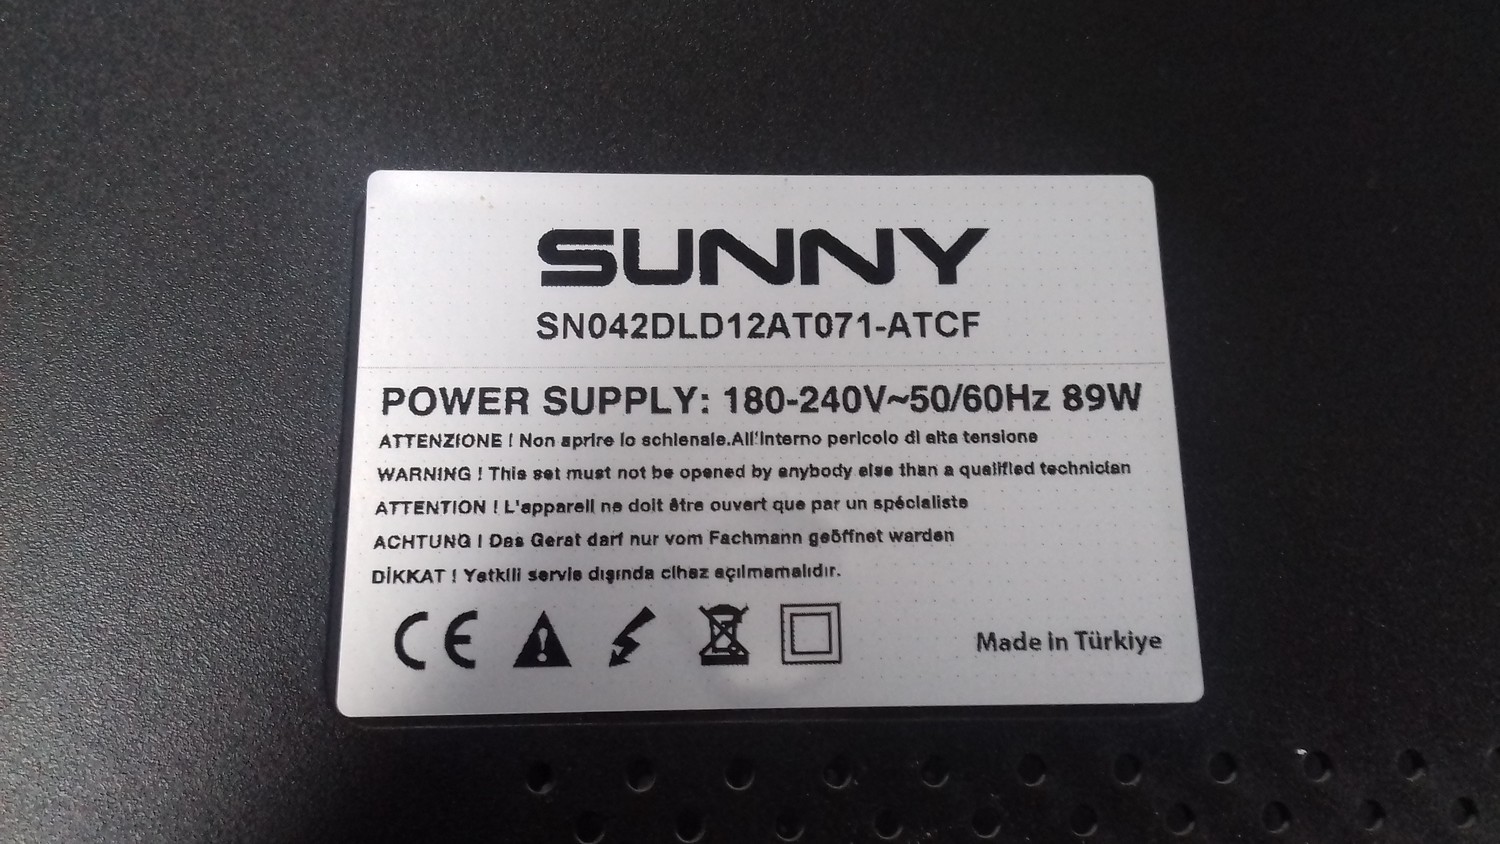 SUNNY
SN042DLD12AT071-ATCF
POWER SUPPLY: 180-240V~50/60Hz 89W
ATTENZIONE ! Non aprire lo schienale.All'interno pericolo di alta tensione
WARNING ! This set must not be opened by anybody else than a qualified technician
ATTENTION ! L'appareil ne doit être ouvert que par un spécialiste
ACHTUNG ! Das Gerat darf nur vom Fachmann geöffnet warden
DİKKAT ! Yetkili servis dışında cihaz açılmamalıdır.
CE
Made in Türkiye